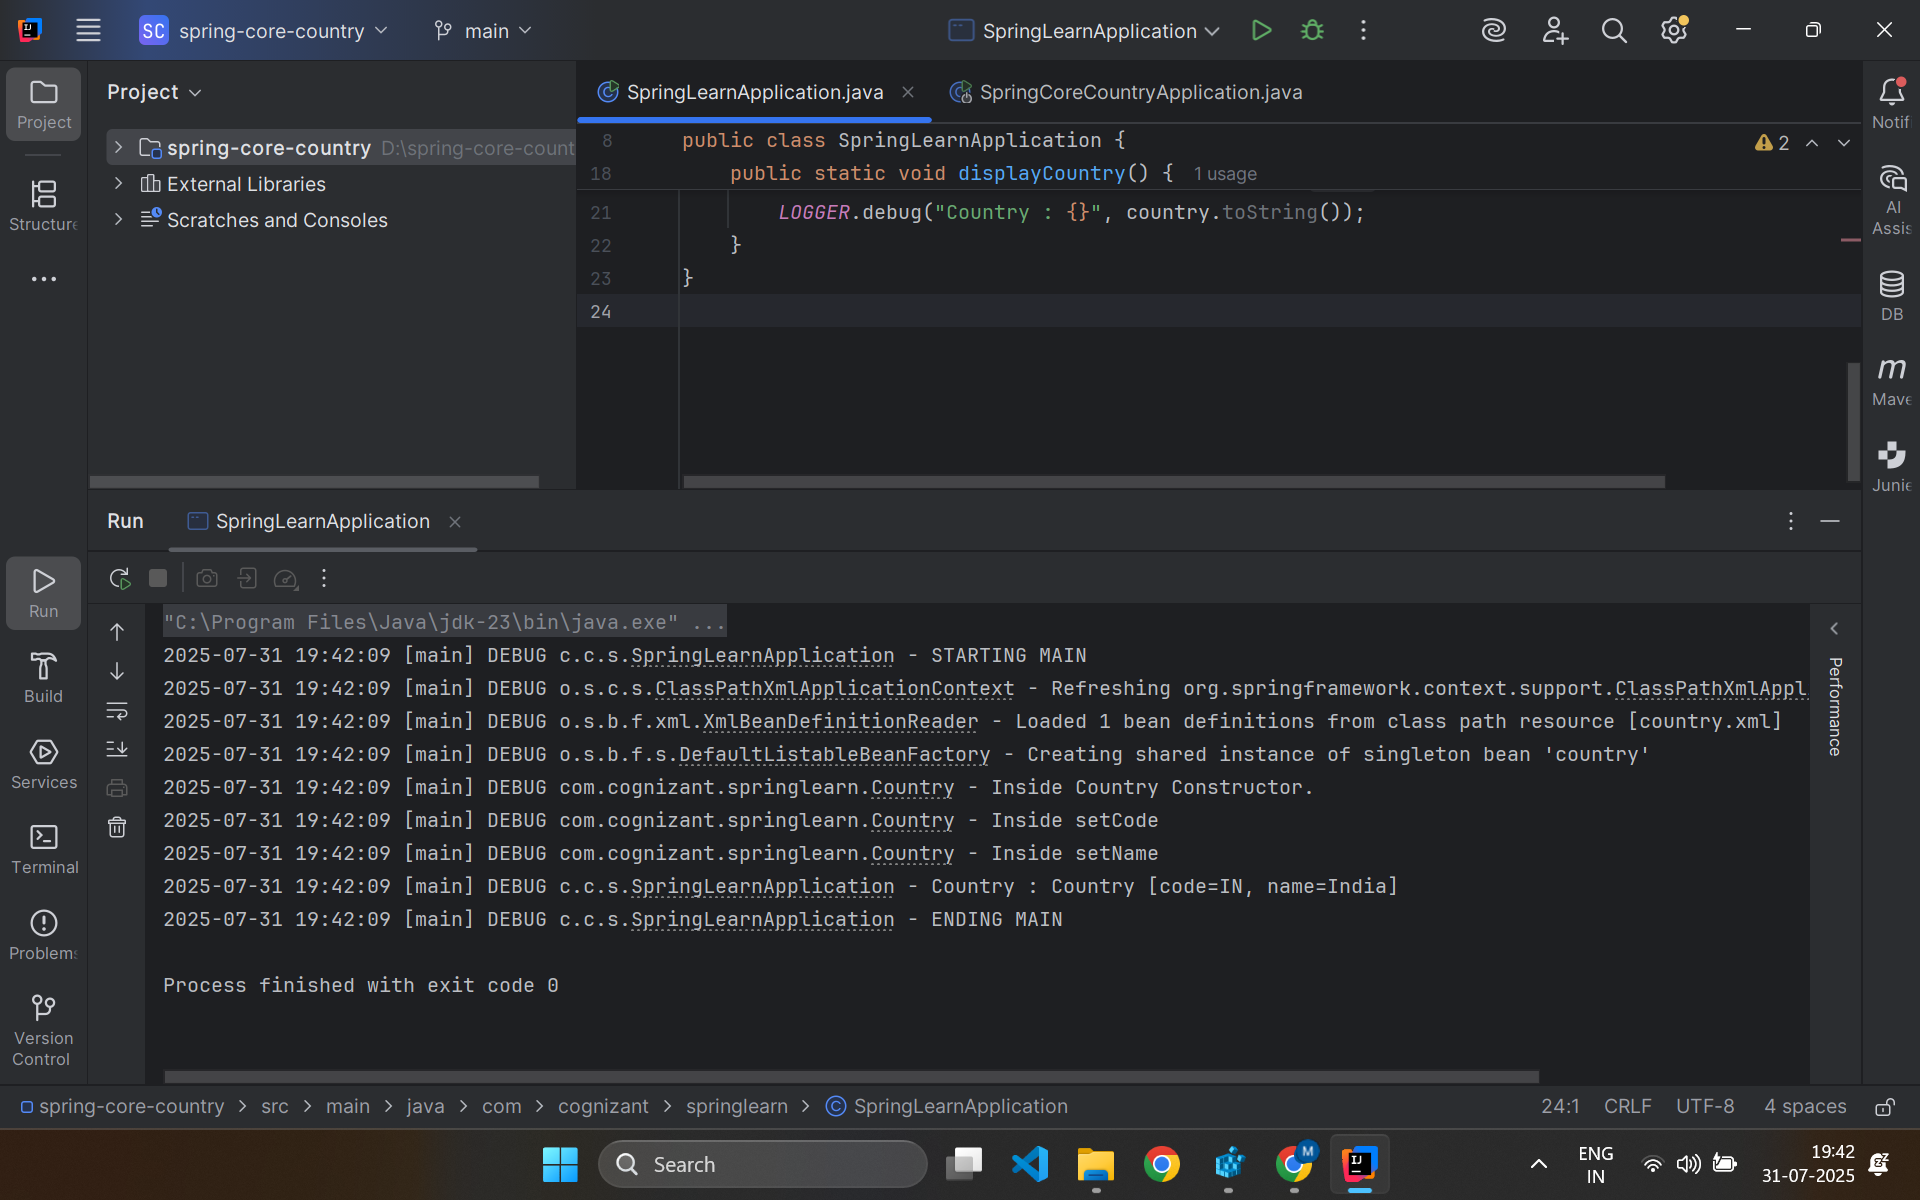 SC spring-core-country main SpringLearnApplication
Project
Project
spring-core-country D:\spring-core-count
External Libraries
Scratches and Consoles
Structure
SpringLearnApplication.java SpringCoreCountryApplication.java
8 public class SpringLearnApplication {
18 public static void displayCountry() { 1 usage
21 LOGGER.debug("Country : {}", country.toString());
22 }
23 }
24
2
Notifi
AI
Assis
DB
m
Mave
Junie
Run SpringLearnApplication
Run
Build
Services
Terminal
Problems
Version
Control
"C:\Program Files\Java\jdk-23\bin\java.exe" ...
2025-07-31 19:42:09 [main] DEBUG c.c.s.SpringLearnApplication - STARTING MAIN
2025-07-31 19:42:09 [main] DEBUG o.s.c.s.ClassPathXmlApplicationContext - Refreshing org.springframework.context.support.ClassPathXmlAppl
2025-07-31 19:42:09 [main] DEBUG o.s.b.f.xml.XmlBeanDefinitionReader - Loaded 1 bean definitions from class path resource [country.xml]
2025-07-31 19:42:09 [main] DEBUG o.s.b.f.s.DefaultListableBeanFactory - Creating shared instance of singleton bean 'country'
2025-07-31 19:42:09 [main] DEBUG com.cognizant.springlearn.Country - Inside Country Constructor.
2025-07-31 19:42:09 [main] DEBUG com.cognizant.springlearn.Country - Inside setCode
2025-07-31 19:42:09 [main] DEBUG com.cognizant.springlearn.Country - Inside setName
2025-07-31 19:42:09 [main] DEBUG c.c.s.SpringLearnApplication - Country : Country [code=IN, name=India]
2025-07-31 19:42:09 [main] DEBUG c.c.s.SpringLearnApplication - ENDING MAIN
Process finished with exit code 0
Performance
spring-core-country > src > main > java > com > cognizant > springlearn > SpringLearnApplication
24:1 CRLF UTF-8 4 spaces
Search
M
ENG
IN
19:42
31-07-2025